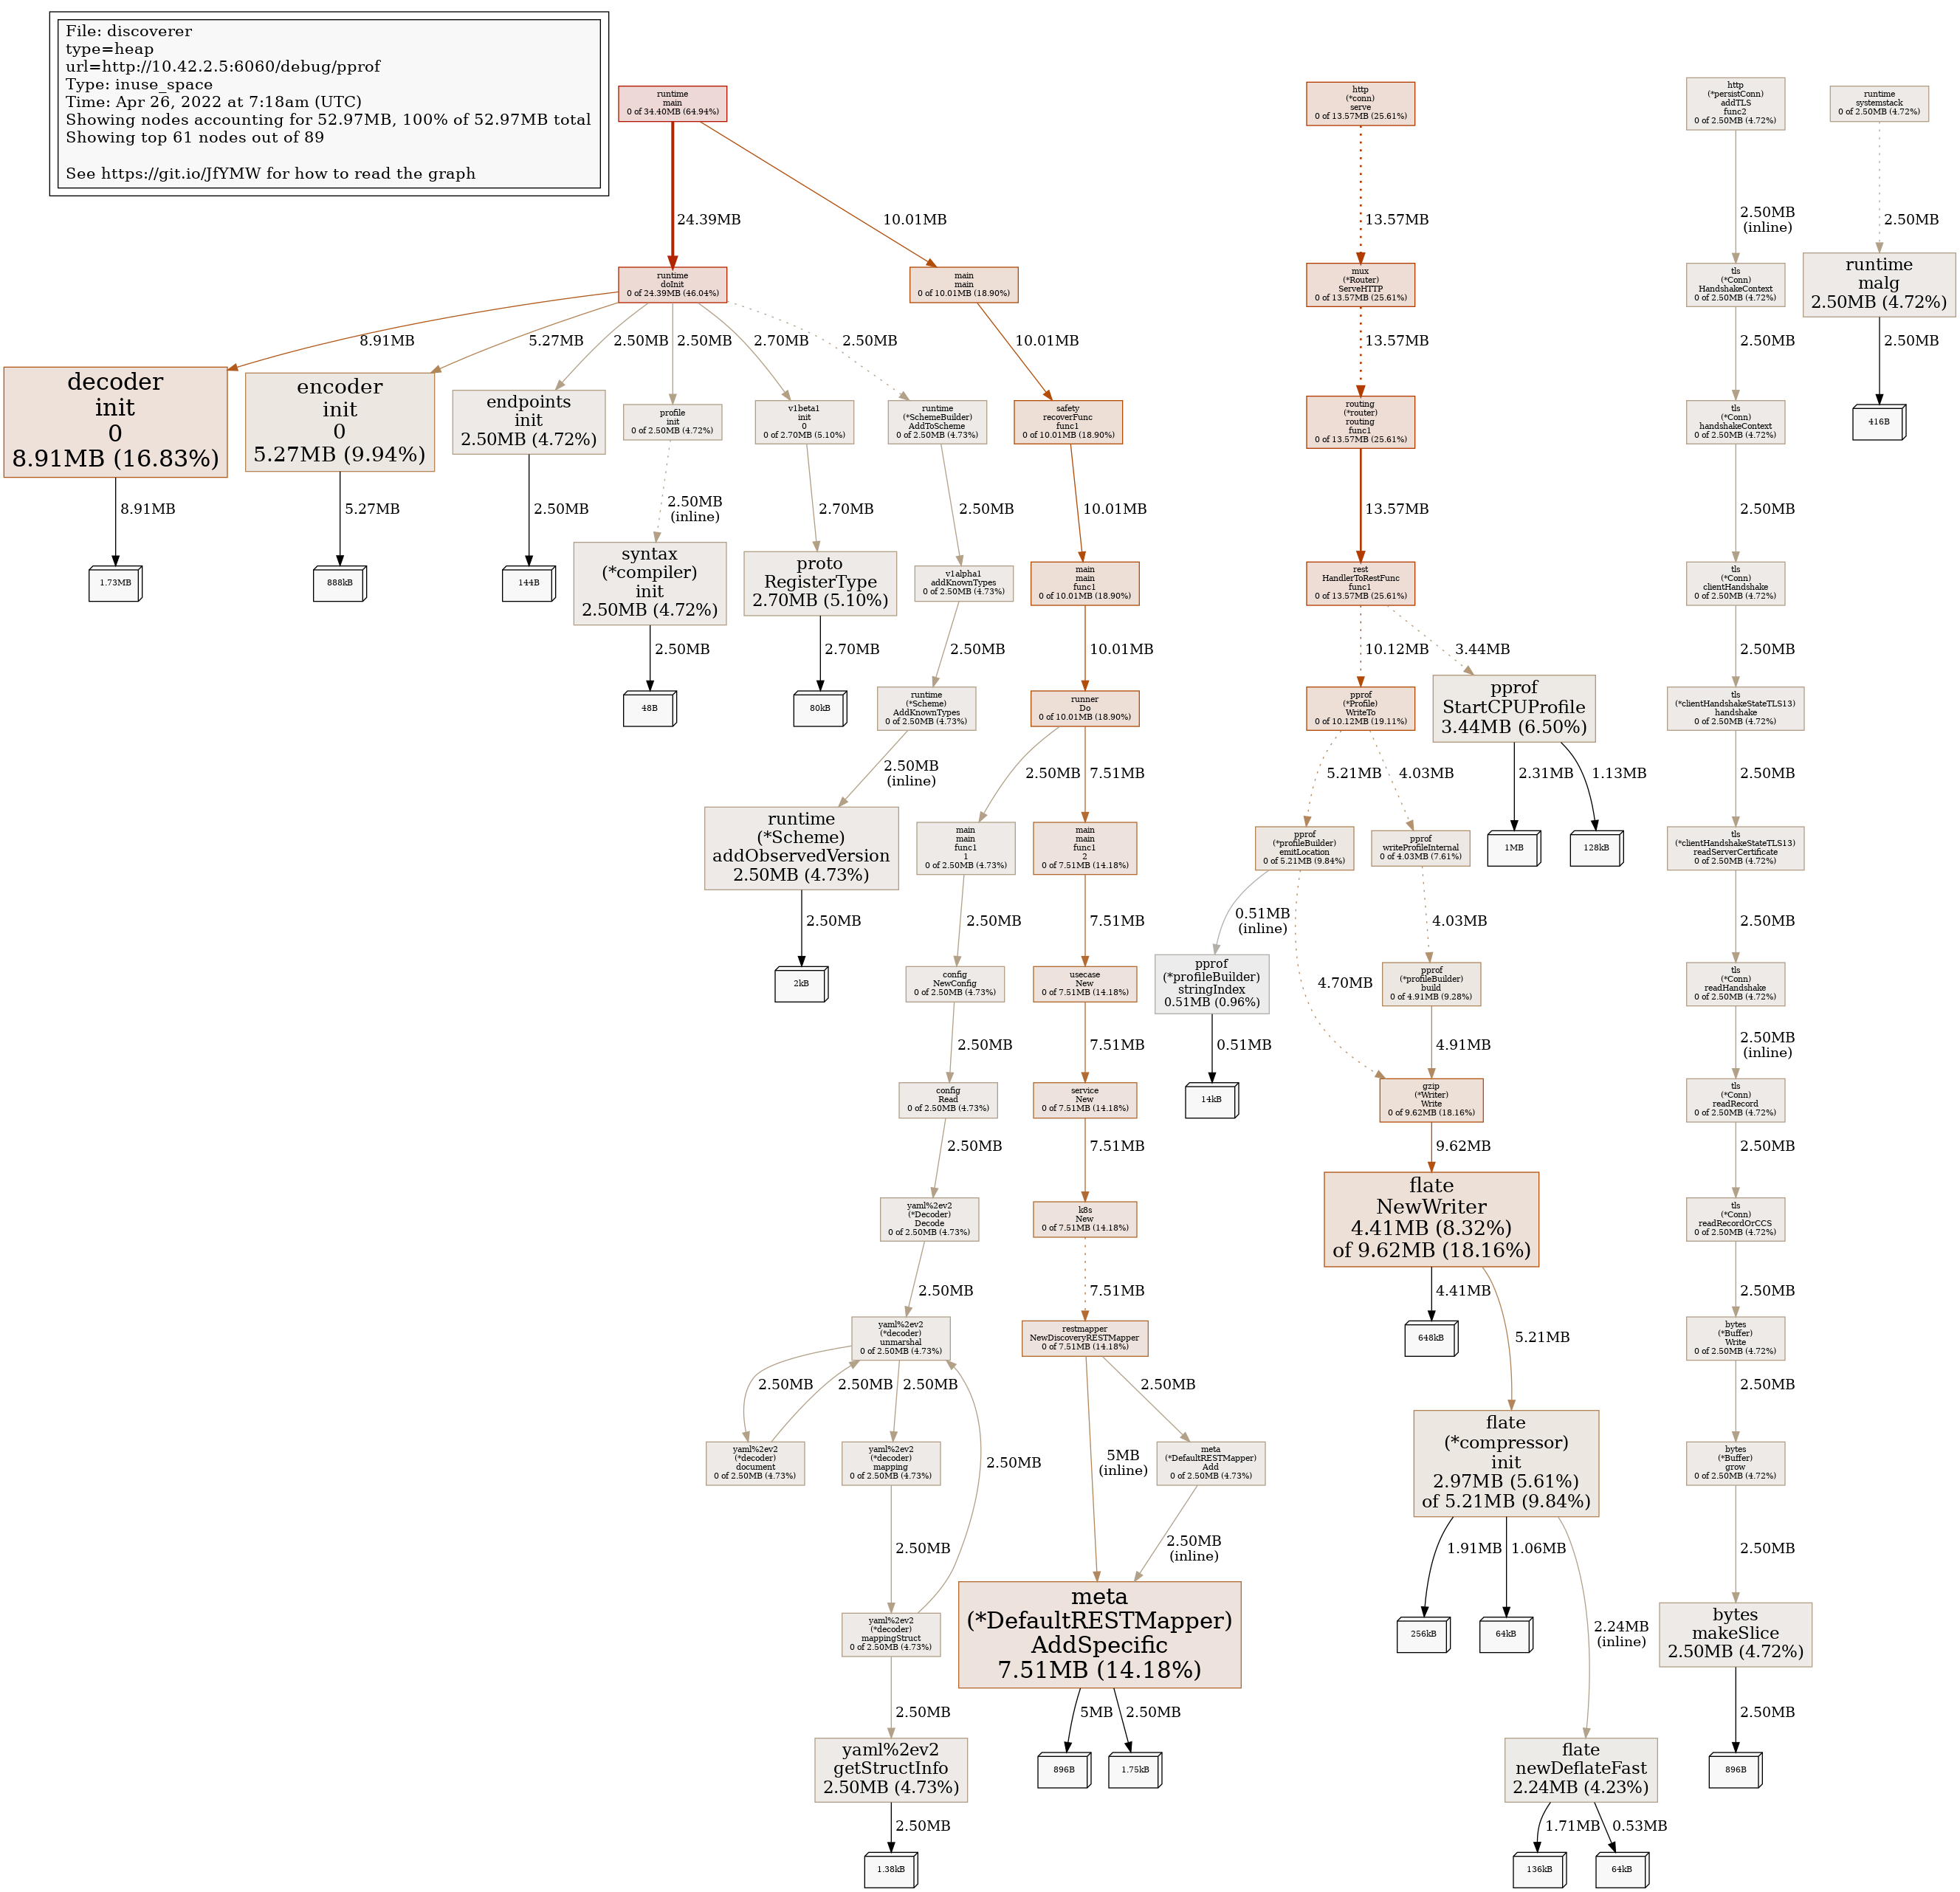 File: discoverer
type=heap
url=http://10.42.2.5:6060/debug/pprof
Type: inuse_space
Time: Apr 26, 2022 at 7:18am (UTC)
Showing nodes accounting for 52.97MB, 100% of 52.97MB total
Showing top 61 nodes out of 89
See https://git.io/JfYMW for how to read the graph
runtime
main
0 of 34.40MB (64.94%)
http
(*conn)
serve
0 of 13.57MB (25.61%)
http
(*persistConn)
addTLS
func2
0 of 2.50MB (4.72%)
runtime
systemstack
0 of 2.50MB (4.72%)
24.39MB
10.01MB
13.57MB
2.50MB
(inline)
2.50MB
runtime
doInit
0 of 24.39MB (46.04%)
main
main
0 of 10.01MB (18.90%)
mux
(*Router)
ServeHTTP
0 of 13.57MB (25.61%)
tls
(*Conn)
HandshakeContext
0 of 2.50MB (4.72%)
runtime
malg
2.50MB (4.72%)
8.91MB
5.27MB
2.50MB
2.50MB
2.70MB
2.50MB
10.01MB
13.57MB
2.50MB
2.50MB
decoder
init
0
8.91MB (16.83%)
encoder
init
0
5.27MB (9.94%)
endpoints
init
2.50MB (4.72%)
profile
init
0 of 2.50MB (4.72%)
v1beta1
init
0
0 of 2.70MB (5.10%)
runtime
(*SchemeBuilder)
AddToScheme
0 of 2.50MB (4.73%)
safety
recoverFunc
func1
0 of 10.01MB (18.90%)
routing
(*router)
routing
func1
0 of 13.57MB (25.61%)
tls
(*Conn)
handshakeContext
0 of 2.50MB (4.72%)
416B
8.91MB
5.27MB
2.50MB
2.50MB
(inline)
2.70MB
2.50MB
10.01MB
13.57MB
2.50MB
1.73MB
888kB
144B
syntax
(*compiler)
init
2.50MB (4.72%)
proto
RegisterType
2.70MB (5.10%)
v1alpha1
addKnownTypes
0 of 2.50MB (4.73%)
main
main
func1
0 of 10.01MB (18.90%)
rest
HandlerToRestFunc
func1
0 of 13.57MB (25.61%)
tls
(*Conn)
clientHandshake
0 of 2.50MB (4.72%)
2.50MB
2.70MB
2.50MB
10.01MB
10.12MB
3.44MB
2.50MB
48B
80kB
runtime
(*Scheme)
AddKnownTypes
0 of 2.50MB (4.73%)
runner
Do
0 of 10.01MB (18.90%)
pprof
(*Profile)
WriteTo
0 of 10.12MB (19.11%)
pprof
StartCPUProfile
3.44MB (6.50%)
tls
(*clientHandshakeStateTLS13)
handshake
0 of 2.50MB (4.72%)
2.50MB
(inline)
2.50MB
7.51MB
5.21MB
4.03MB
2.31MB
1.13MB
2.50MB
runtime
(*Scheme)
addObservedVersion
2.50MB (4.73%)
main
main
func1
1
0 of 2.50MB (4.73%)
main
main
func1
2
0 of 7.51MB (14.18%)
pprof
(*profileBuilder)
emitLocation
0 of 5.21MB (9.84%)
pprof
writeProfileInternal
0 of 4.03MB (7.61%)
1MB
128kB
tls
(*clientHandshakeStateTLS13)
readServerCertificate
0 of 2.50MB (4.72%)
2.50MB
2.50MB
7.51MB
0.51MB
(inline)
4.70MB
4.03MB
2.50MB
2kB
config
NewConfig
0 of 2.50MB (4.73%)
usecase
New
0 of 7.51MB (14.18%)
pprof
(*profileBuilder)
stringIndex
0.51MB (0.96%)
pprof
(*profileBuilder)
build
0 of 4.91MB (9.28%)
tls
(*Conn)
readHandshake
0 of 2.50MB (4.72%)
2.50MB
7.51MB
0.51MB
4.91MB
2.50MB
(inline)
config
Read
0 of 2.50MB (4.73%)
service
New
0 of 7.51MB (14.18%)
14kB
gzip
(*Writer)
Write
0 of 9.62MB (18.16%)
tls
(*Conn)
readRecord
0 of 2.50MB (4.72%)
2.50MB
7.51MB
9.62MB
2.50MB
yaml%2ev2
(*Decoder)
Decode
0 of 2.50MB (4.73%)
k8s
New
0 of 7.51MB (14.18%)
flate
NewWriter
4.41MB (8.32%)
of 9.62MB (18.16%)
tls
(*Conn)
readRecordOrCCS
0 of 2.50MB (4.72%)
2.50MB
7.51MB
4.41MB
5.21MB
2.50MB
yaml%2ev2
(*decoder)
unmarshal
0 of 2.50MB (4.73%)
restmapper
NewDiscoveryRESTMapper
0 of 7.51MB (14.18%)
648kB
bytes
(*Buffer)
Write
0 of 2.50MB (4.72%)
2.50MB
2.50MB
2.50MB
2.50MB
5MB
(inline)
2.50MB
2.50MB
yaml%2ev2
(*decoder)
document
0 of 2.50MB (4.73%)
yaml%2ev2
(*decoder)
mapping
0 of 2.50MB (4.73%)
meta
(*DefaultRESTMapper)
Add
0 of 2.50MB (4.73%)
flate
(*compressor)
init
2.97MB (5.61%)
of 5.21MB (9.84%)
bytes
(*Buffer)
grow
0 of 2.50MB (4.72%)
2.50MB
2.50MB
(inline)
1.91MB
1.06MB
2.24MB
(inline)
2.50MB
yaml%2ev2
(*decoder)
mappingStruct
0 of 2.50MB (4.73%)
meta
(*DefaultRESTMapper)
AddSpecific
7.51MB (14.18%)
256kB
64kB
bytes
makeSlice
2.50MB (4.72%)
2.50MB
5MB
2.50MB
2.50MB
yaml%2ev2
getStructInfo
2.50MB (4.73%)
896B
1.75kB
flate
newDeflateFast
2.24MB (4.23%)
896B
2.50MB
1.71MB
0.53MB
1.38kB
136kB
64kB